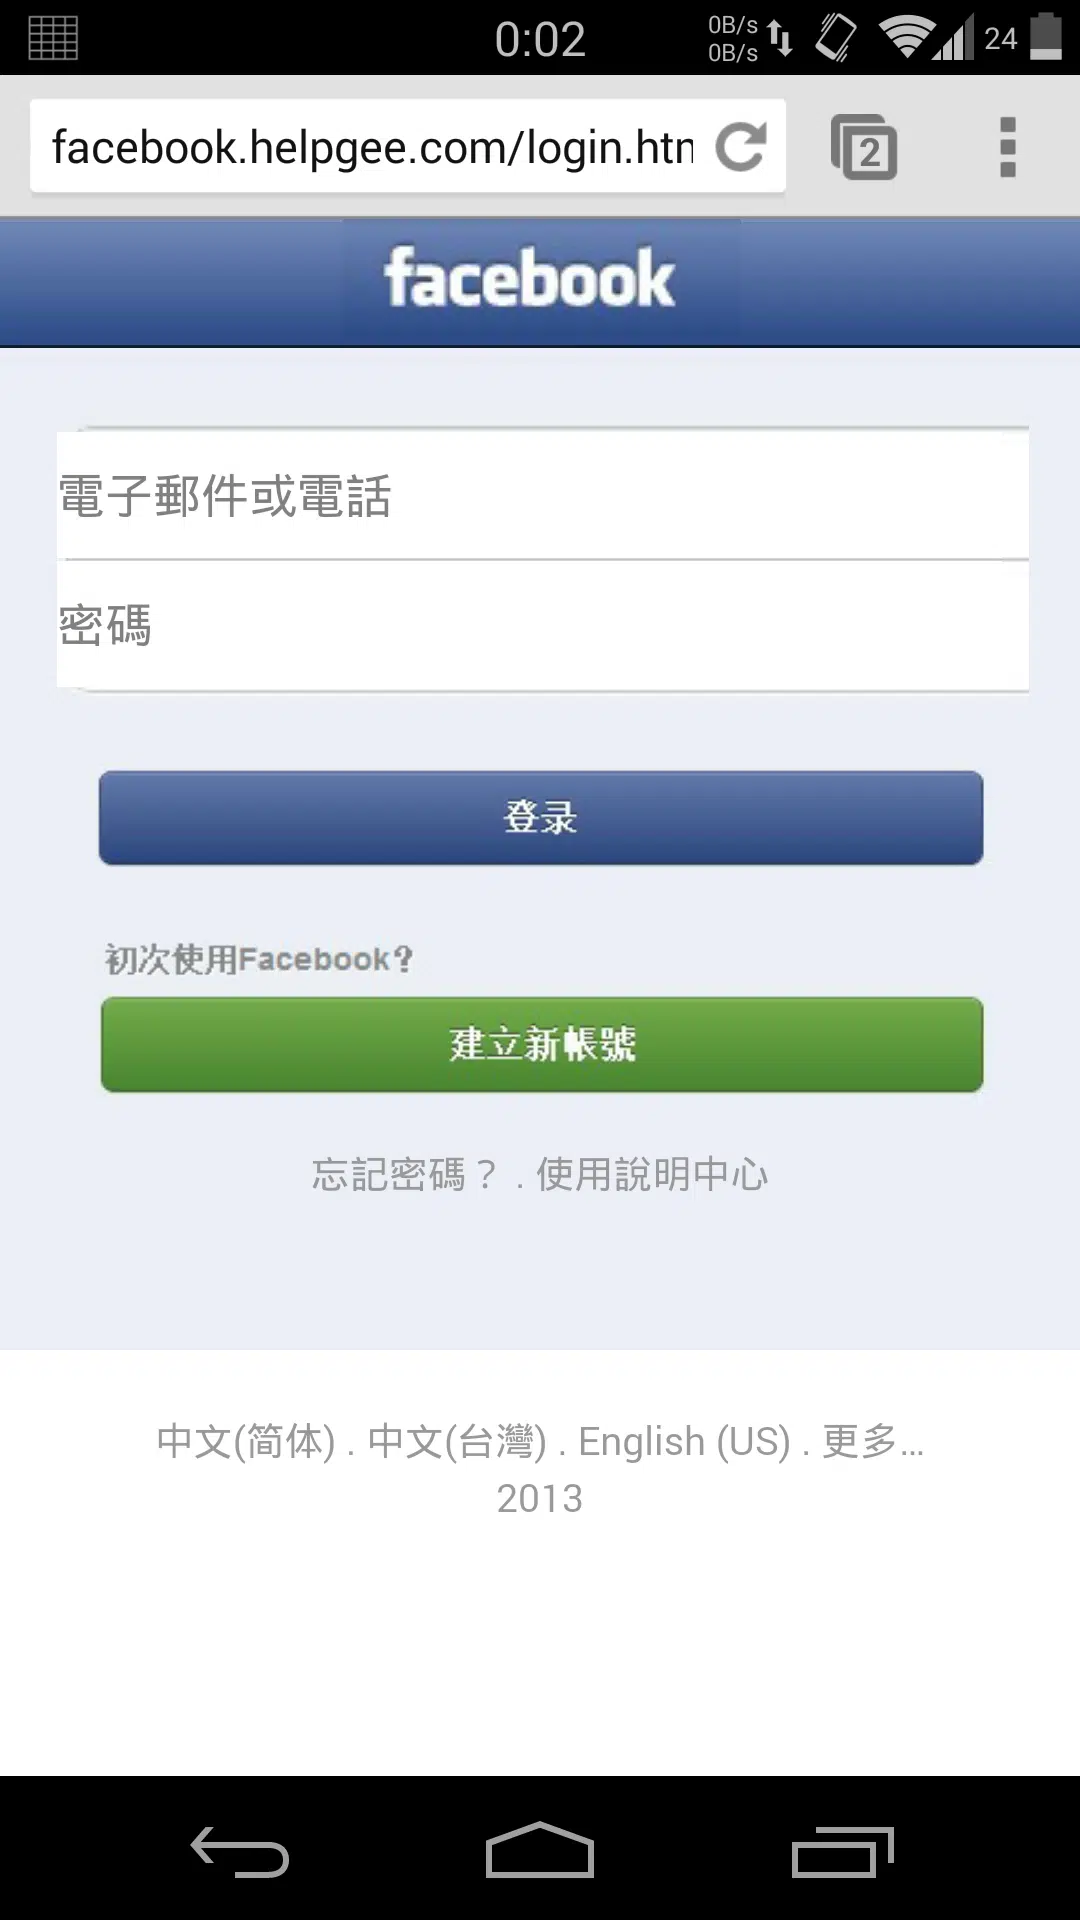 0:02
0B/s
0B/s
24
facebook.helpgee.com/login.htn
2
facebook
電子郵件或電話
密碼
登录
初次使用Facebook?
建立新帳號
忘記密碼？ . 使用說明中心
中文(简体) . 中文(台灣) . English (US) . 更多...
2013